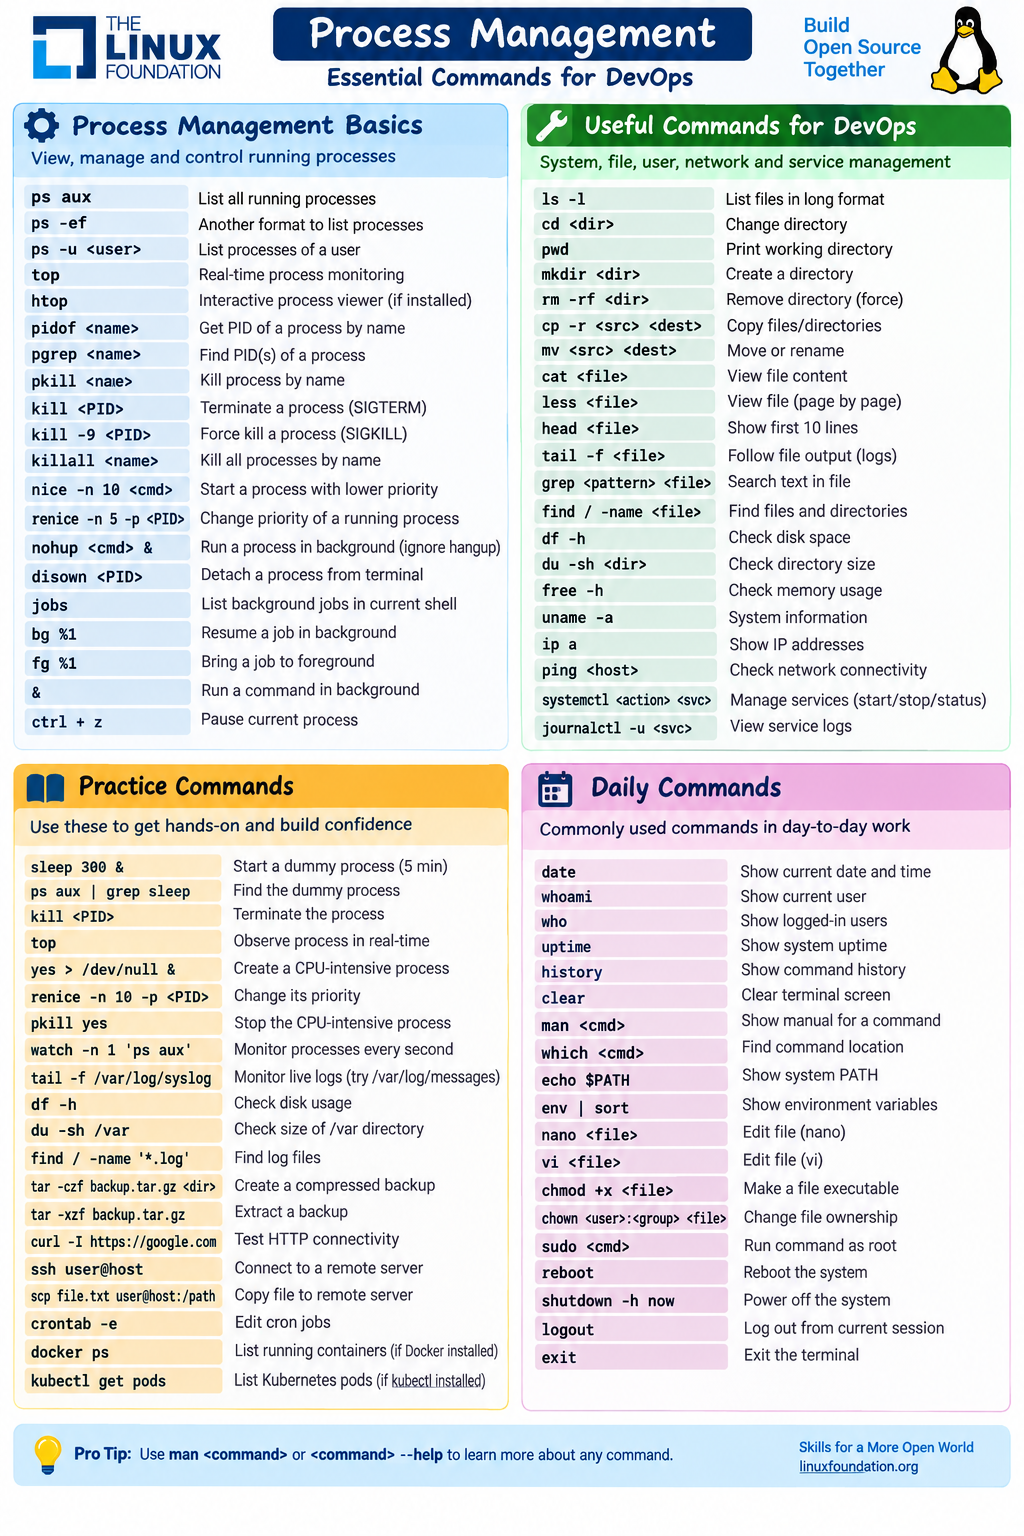 THE
LINUX
FOUNDATION
Process Management
Essential Commands for DevOps
Build
Open Source
Together
Process Management Basics
View, manage and control running processes
ps aux List all running processes
ps -ef Another format to list processes
ps -u <user> List processes of a user
top Real-time process monitoring
htop Interactive process viewer (if installed)
pidof <name> Get PID of a process by name
pgrep <name> Find PID(s) of a process
pkill <name> Kill process by name
kill <PID> Terminate a process (SIGTERM)
kill -9 <PID> Force kill a process (SIGKILL)
killall <name> Kill all processes by name
nice -n 10 <cmd> Start a process with lower priority
renice -n 5 -p <PID> Change priority of a running process
nohup <cmd> & Run a process in background (ignore hangup)
disown <PID> Detach a process from terminal
jobs List background jobs in current shell
bg %1 Resume a job in background
fg %1 Bring a job to foreground
& Run a command in background
ctrl + z Pause current process
Useful Commands for DevOps
System, file, user, network and service management
ls -l List files in long format
cd <dir> Change directory
pwd Print working directory
mkdir <dir> Create a directory
rm -rf <dir> Remove directory (force)
cp -r <src> <dest> Copy files/directories
mv <src> <dest> Move or rename
cat <file> View file content
less <file> View file (page by page)
head <file> Show first 10 lines
tail -f <file> Follow file output (logs)
grep <pattern> <file> Search text in file
find / -name <file> Find files and directories
df -h Check disk space
du -sh <dir> Check directory size
free -h Check memory usage
uname -a System information
ip a Show IP addresses
ping <host> Check network connectivity
systemctl <action> <svc> Manage services (start/stop/status)
journalctl -u <svc> View service logs
Practice Commands
Use these to get hands-on and build confidence
sleep 300 & Start a dummy process (5 min)
ps aux | grep sleep Find the dummy process
kill <PID> Terminate the process
top Observe process in real-time
yes > /dev/null & Create a CPU-intensive process
renice -n 10 -p <PID> Change its priority
pkill yes Stop the CPU-intensive process
watch -n 1 'ps aux' Monitor processes every second
tail -f /var/log/syslog Monitor live logs (try /var/log/messages)
df -h Check disk usage
du -sh /var Check size of /var directory
find / -name '*.log' Find log files
tar -czf backup.tar.gz <dir> Create a compressed backup
tar -xzf backup.tar.gz Extract a backup
curl -I https://google.com Test HTTP connectivity
ssh user@host Connect to a remote server
scp file.txt user@host:/path Copy file to remote server
crontab -e Edit cron jobs
docker ps List running containers (if Docker installed)
kubectl get pods List Kubernetes pods (if kubectl installed)
Daily Commands
Commonly used commands in day-to-day work
date Show current date and time
whoami Show current user
who Show logged-in users
uptime Show system uptime
history Show command history
clear Clear terminal screen
man <cmd> Show manual for a command
which <cmd> Find command location
echo $PATH Show system PATH
env | sort Show environment variables
nano <file> Edit file (nano)
vi <file> Edit file (vi)
chmod +x <file> Make a file executable
chown <user>:<group> <file> Change file ownership
sudo <cmd> Run command as root
reboot Reboot the system
shutdown -h now Power off the system
logout Log out from current session
exit Exit the terminal
Pro Tip: Use man <command> or <command> --help to learn more about any command.
Skills for a More Open World
linuxfoundation.org